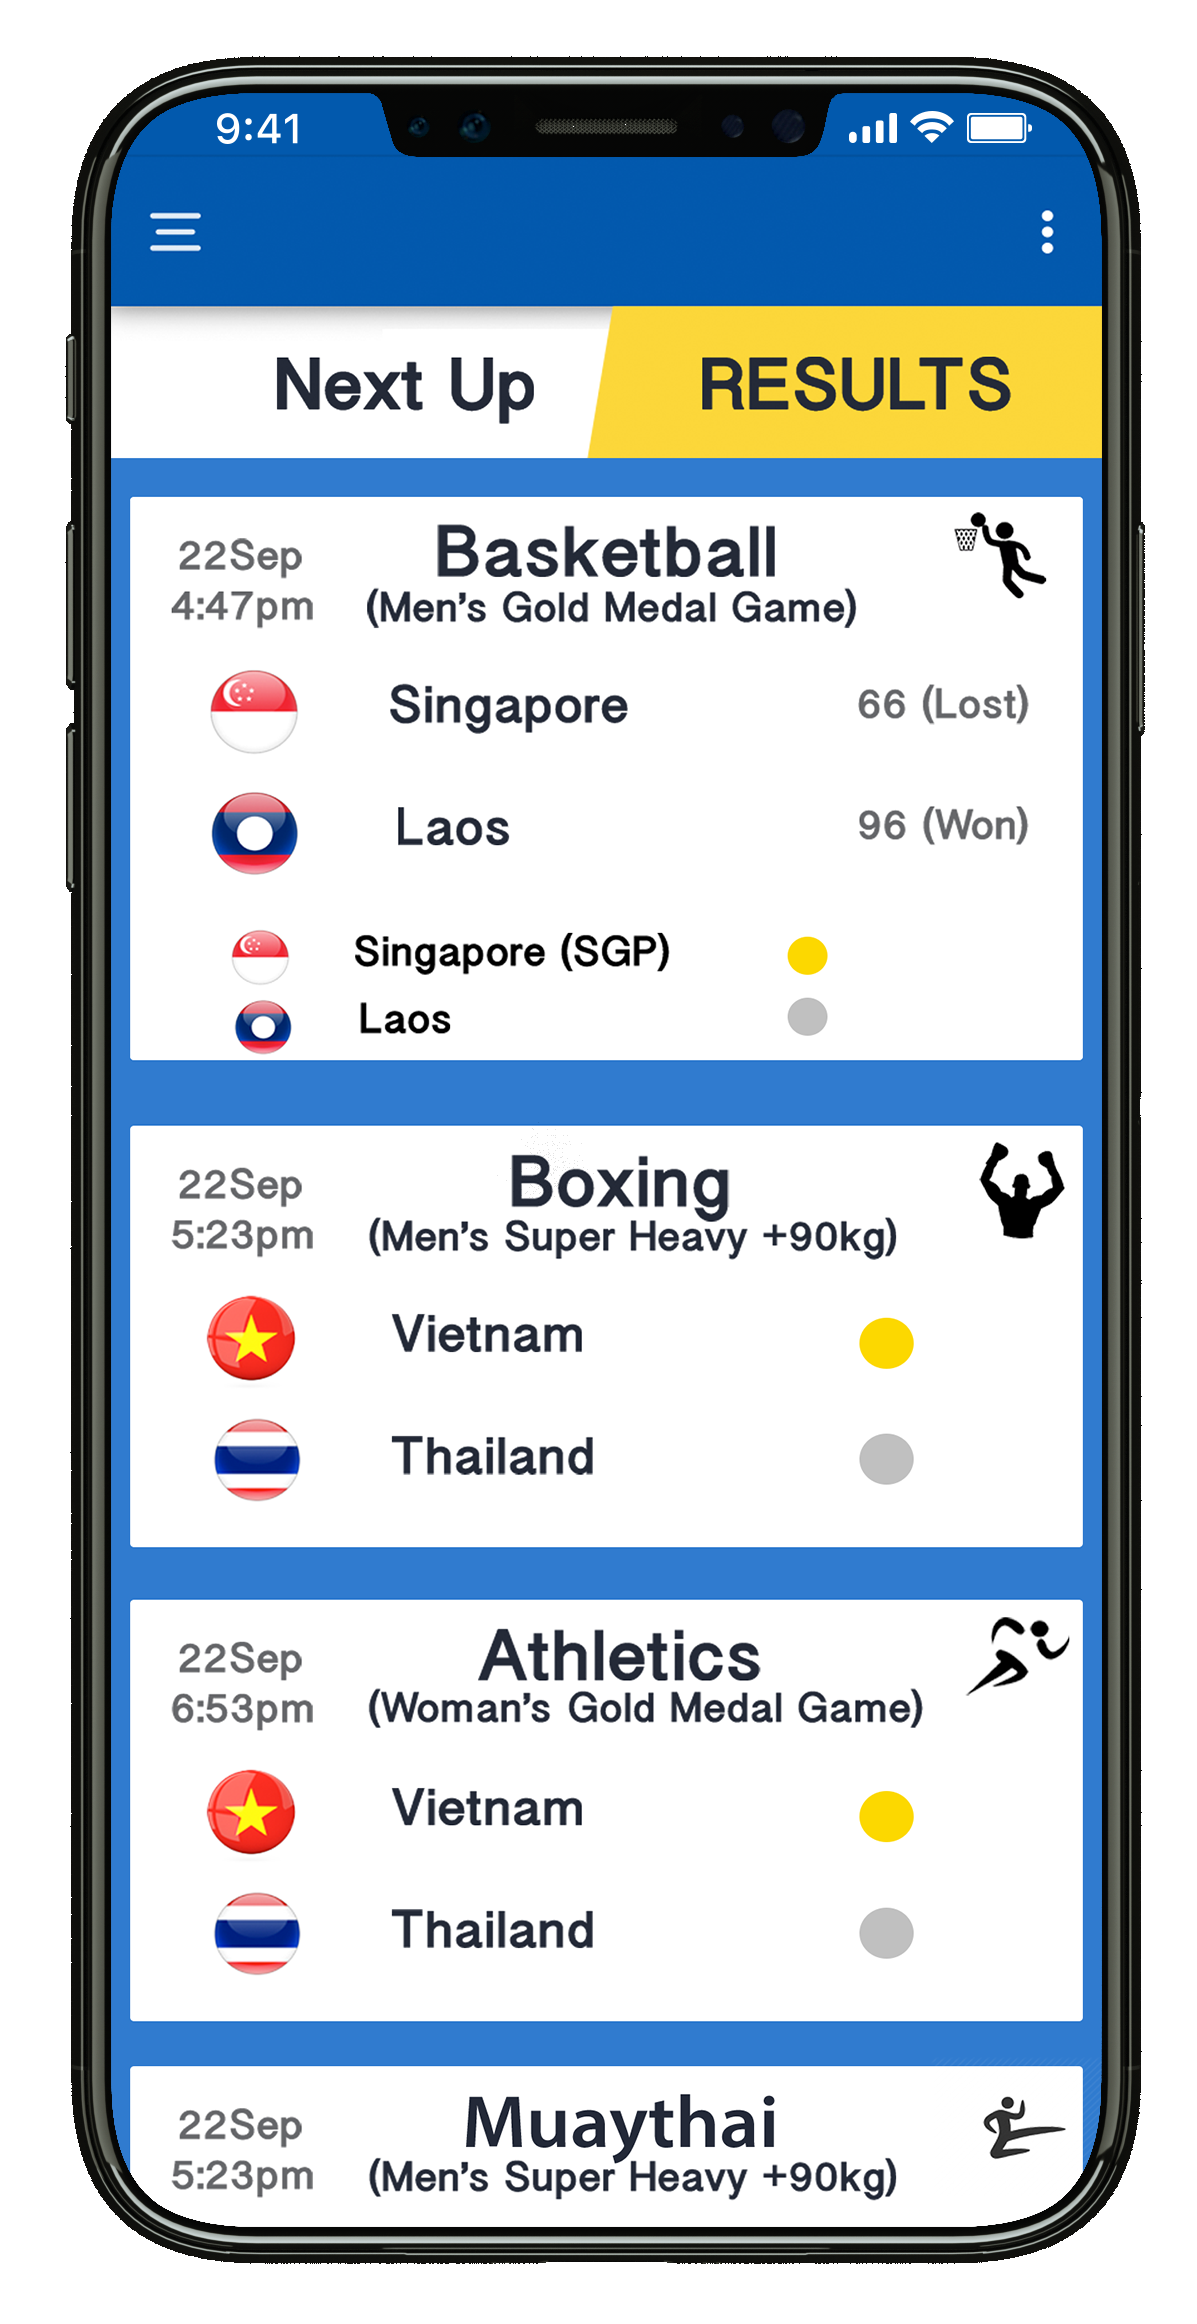 9:41
Next Up
RESULTS
22Sep
4:47pm
Basketball
(Men's Gold Medal Game)
Singapore
66 (Lost)
Laos
96 (Won)
Singapore (SGP)
Laos
22Sep
5:23pm
Boxing
(Men's Super Heavy +90kg)
Vietnam
Thailand
22Sep
6:53pm
Athletics
(Woman's Gold Medal Game)
Vietnam
Thailand
22Sep
5:23pm
Muaythai
(Men's Super Heavy +90kg)